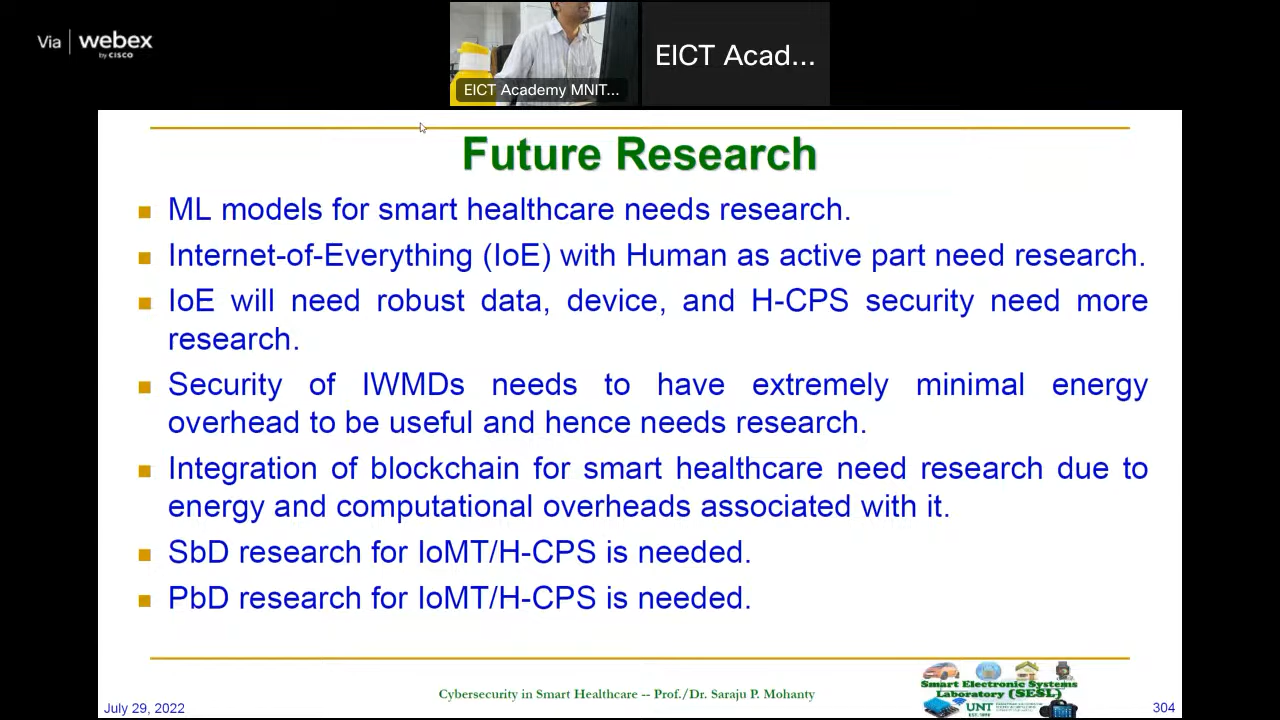 Via webex
by CISCO
EICT Academy MNIT...
EICT Acad...
Future Research
ML models for smart healthcare needs research.
Internet-of-Everything (IoE) with Human as active part need research.
IoE will need robust data, device, and H-CPS security need more
research.
Security of IWMDs needs to have extremely minimal energy
overhead to be useful and hence needs research.
Integration of blockchain for smart healthcare need research due to
energy and computational overheads associated with it.
SbD research for IoMT/H-CPS is needed.
PbD research for IoMT/H-CPS is needed.
July 29, 2022
Cybersecurity in Smart Healthcare -- Prof./Dr. Saraju P. Mohanty
Smart Electronic Systems
Laboratory (SESL)
UNT
304